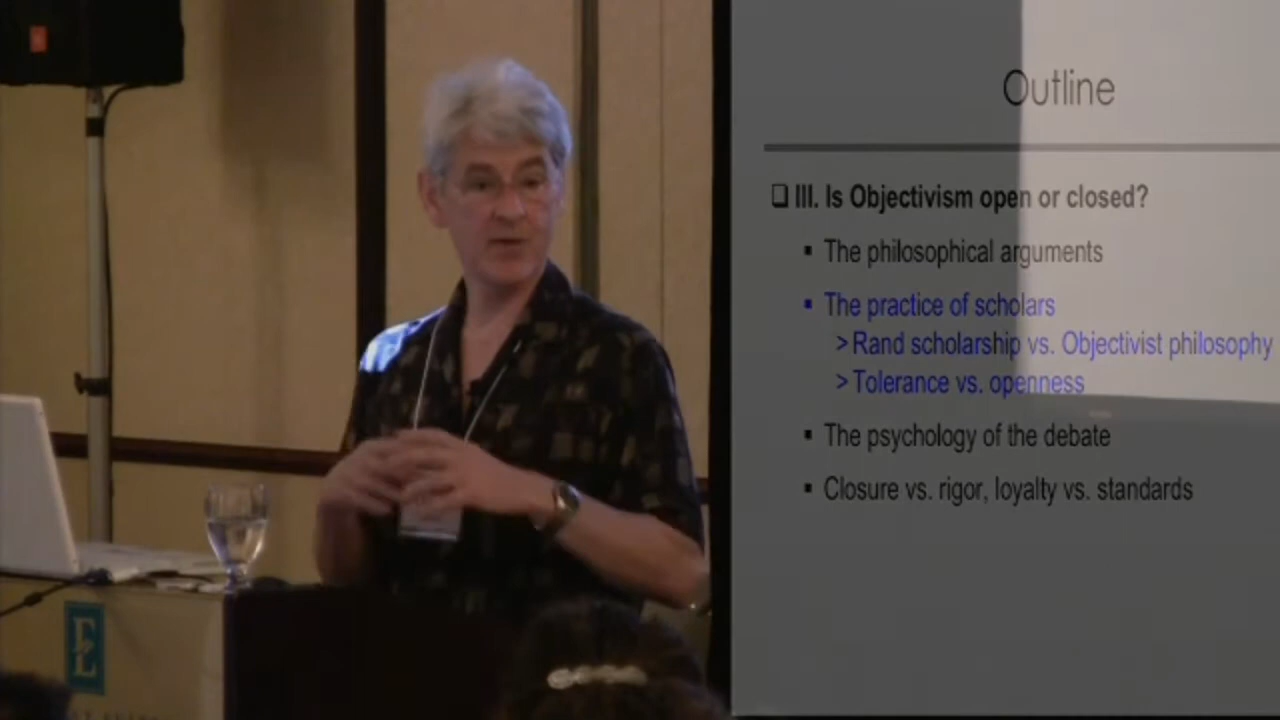 Outline
❑ III. Is Objectivism open or closed?
▪ The philosophical arguments
▪ The practice of scholars
> Rand scholarship vs. Objectivist philosophy
> Tolerance vs. openness
▪ The psychology of the debate
▪ Closure vs. rigor, loyalty vs. standards